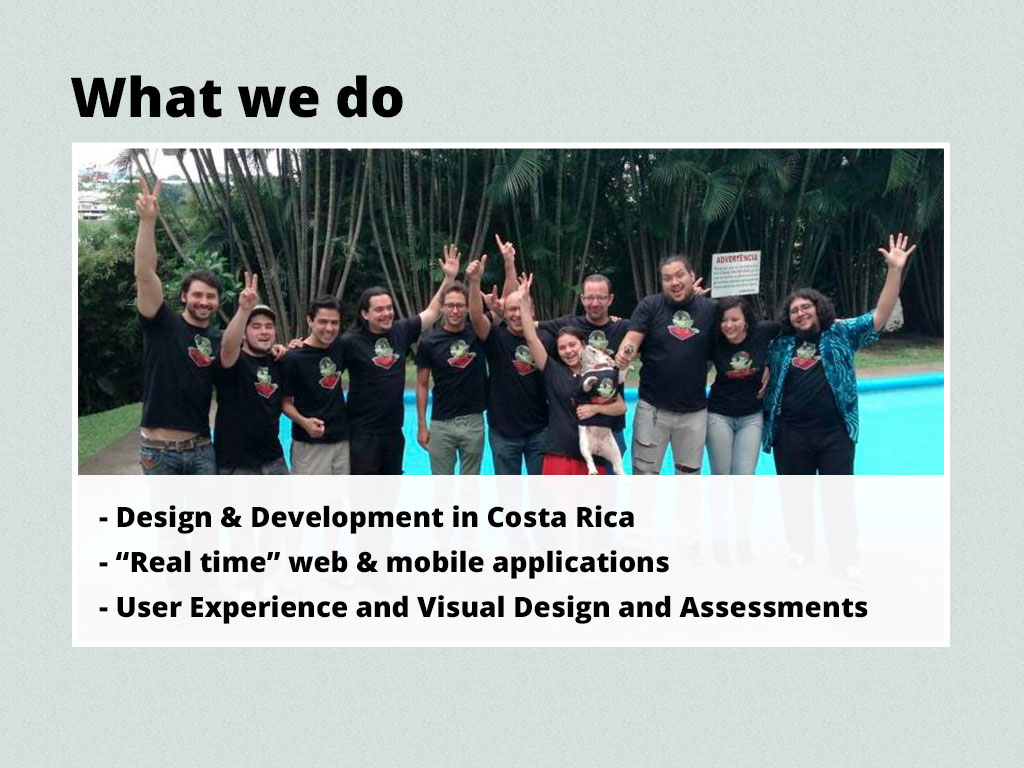 What we do
ADVERTÊNCIA
- Design & Development in Costa Rica
- “Real time” web & mobile applications
- User Experience and Visual Design and Assessments